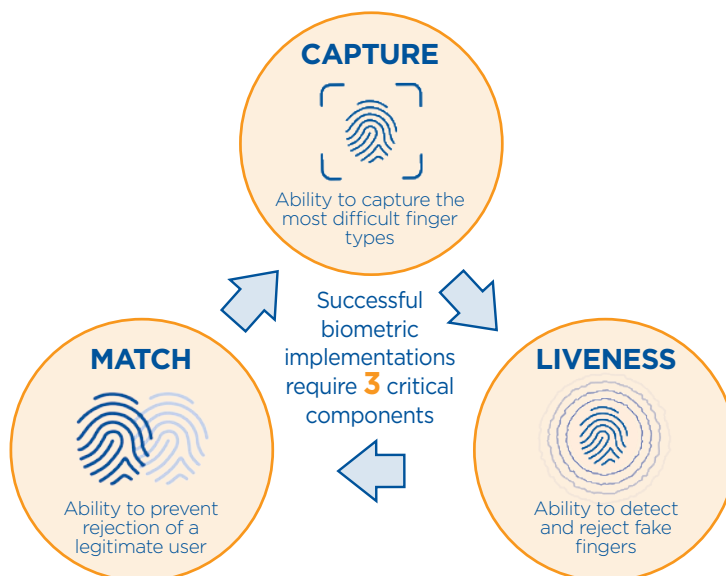 CAPTURE
Ability to capture the
most difficult finger
types
Successful
biometric
implementations
require 3 critical
components
MATCH
Ability to prevent
rejection of a
legitimate user
LIVENESS
Ability to detect
and reject fake
fingers